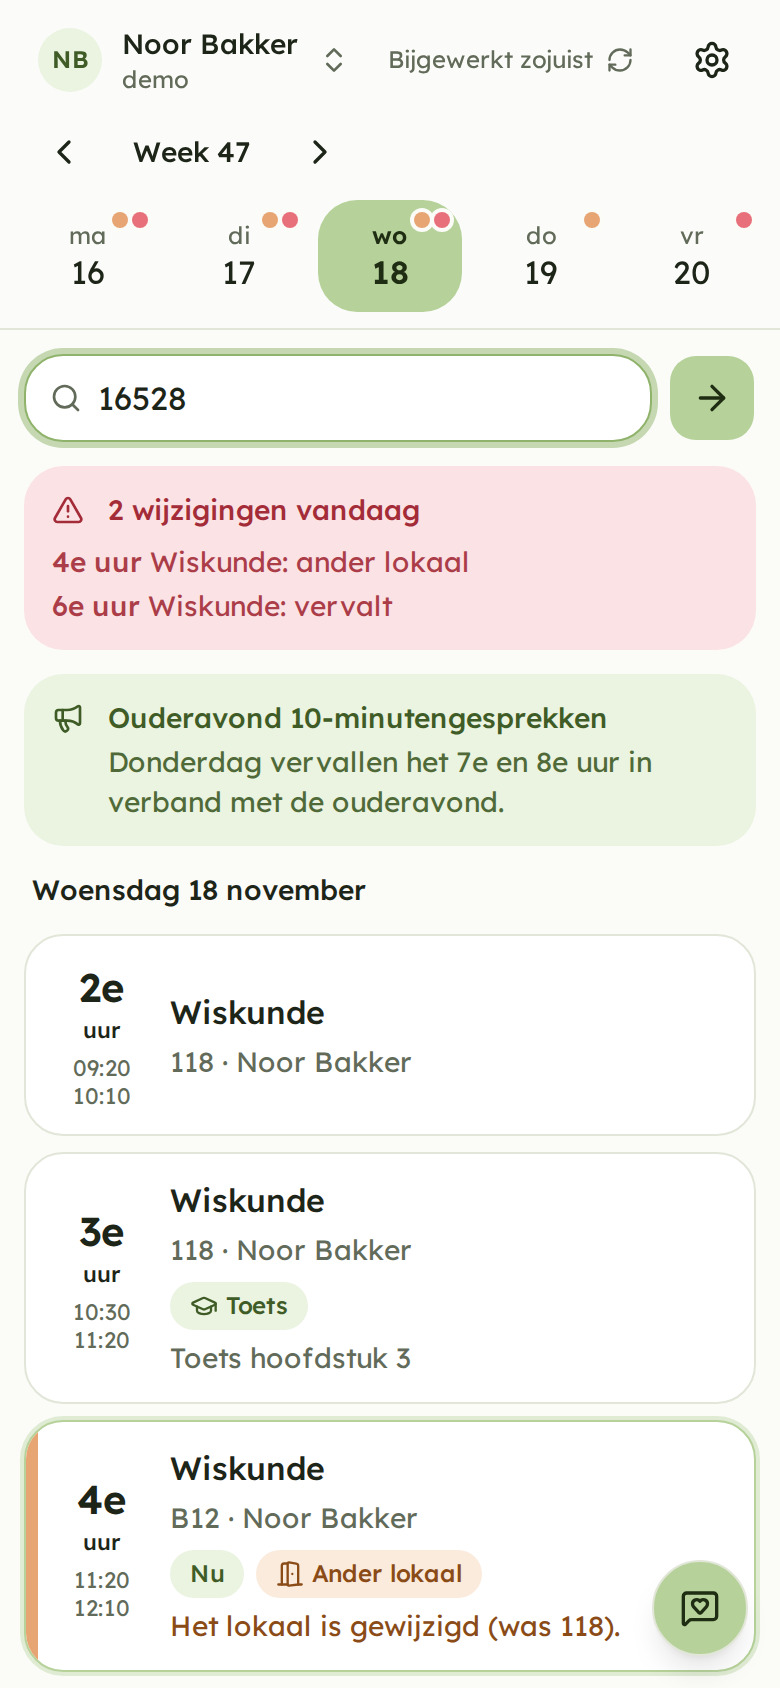 NB
Noor Bakker
demo
Bijgewerkt zojuist
Week 47
ma
16
di
17
wo
18
do
19
vr
20
16528
2 wijzigingen vandaag
4e uur Wiskunde: ander lokaal
6e uur Wiskunde: vervalt
Ouderavond 10-minutengesprekken
Donderdag vervallen het 7e en 8e uur in
verband met de ouderavond.
Woensdag 18 november
2e
uur
09:20
10:10
Wiskunde
118 · Noor Bakker
3e
uur
10:30
11:20
Wiskunde
118 · Noor Bakker
Toets
Toets hoofdstuk 3
4e
uur
11:20
12:10
Wiskunde
B12 · Noor Bakker
Nu
Ander lokaal
Het lokaal is gewijzigd (was 118).